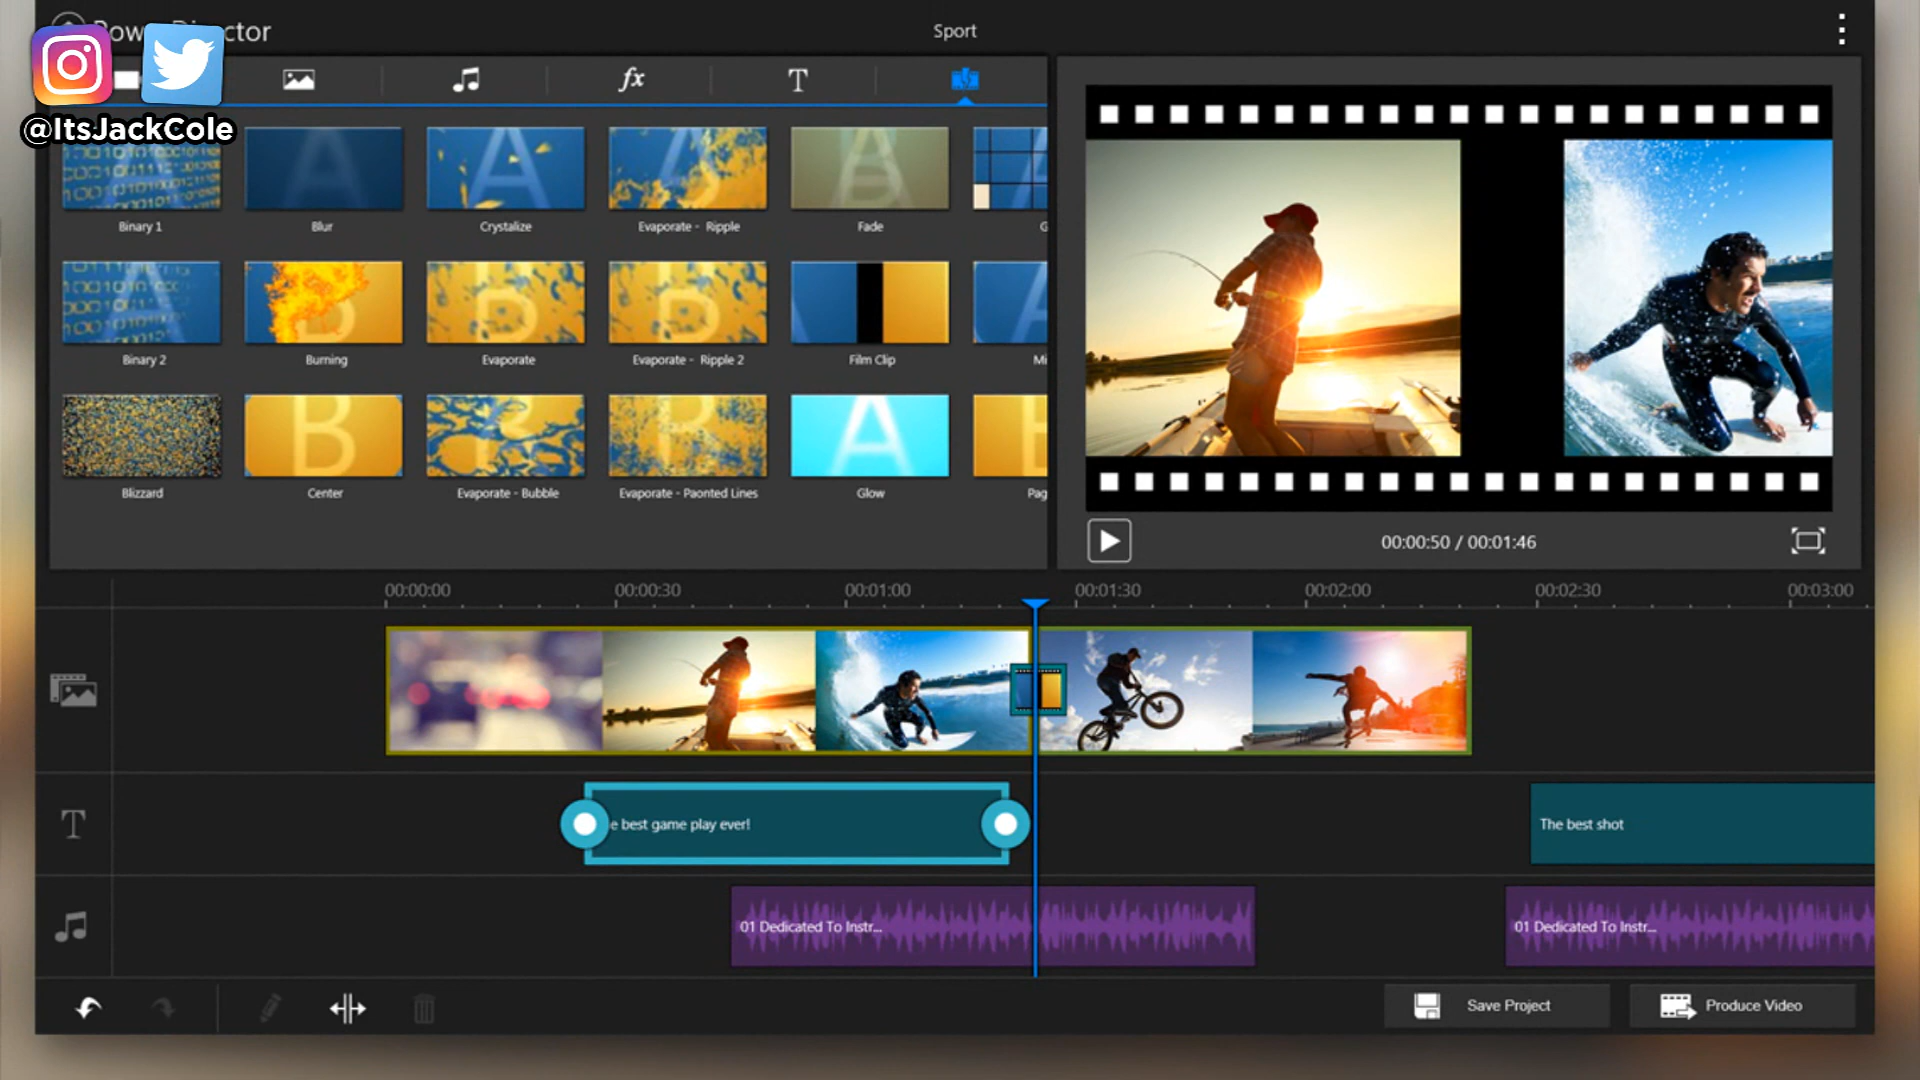 Sport
@ItsJackCole
Binary 1
Blur
Crystalize
Evaporate - Ripple
Fade
Binary 2
Burning
Evaporate
Evaporate - Ripple 2
Film Clip
Blizzard
Center
Evaporate - Bubble
Evaporate - Paonted Lines
Glow
00:00:50 / 00:01:46
00:00:00
00:00:30
00:01:00
00:01:30
00:02:00
00:02:30
00:03:00
e best game play ever!
The best shot
01 Dedicated To Instr...
01 Dedicated To Instr...
Save Project
Produce Video